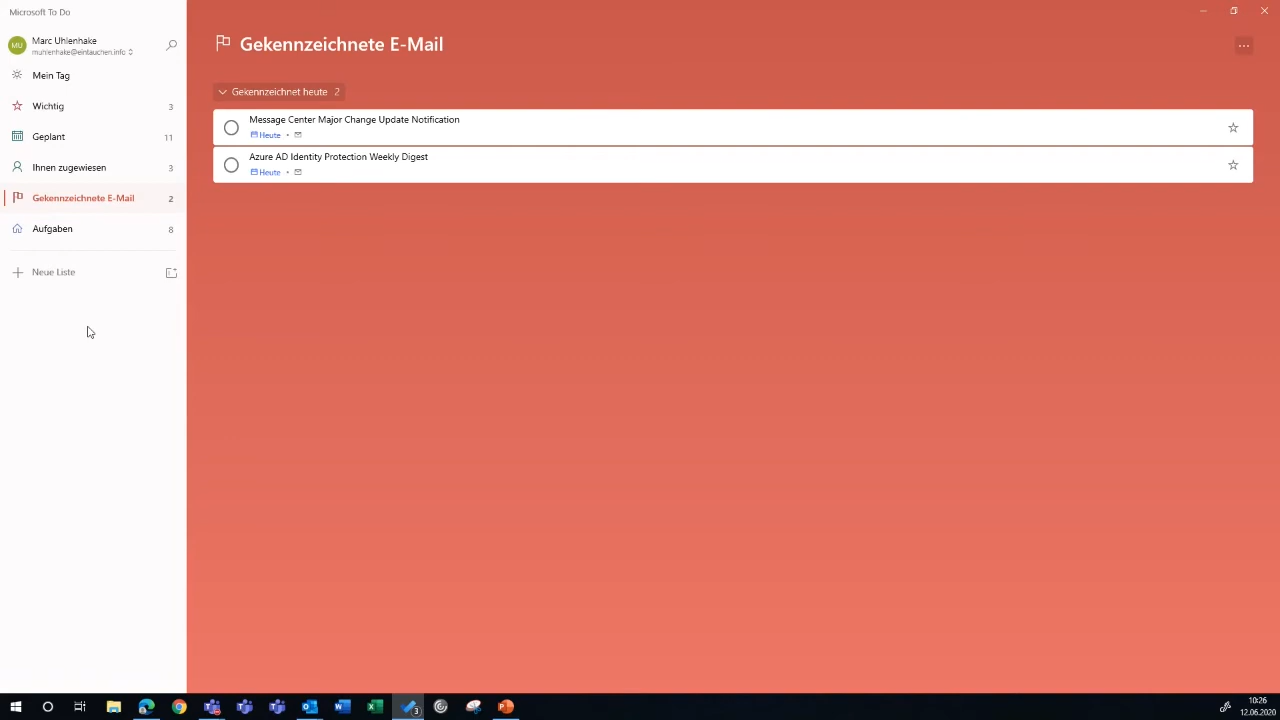 Microsoft To Do
MU
Marc Uhlenhake
muhlenhake@eintauchen.info
Mein Tag
Wichtig 3
Geplant 11
Ihnen zugewiesen 3
Gekennzeichnete E-Mail 2
Aufgaben 8
Neue Liste
Gekennzeichnete E-Mail
Gekennzeichnet heute 2
Message Center Major Change Update Notification
Heute •
Azure AD Identity Protection Weekly Digest
Heute •
3
10:26
12.06.2020